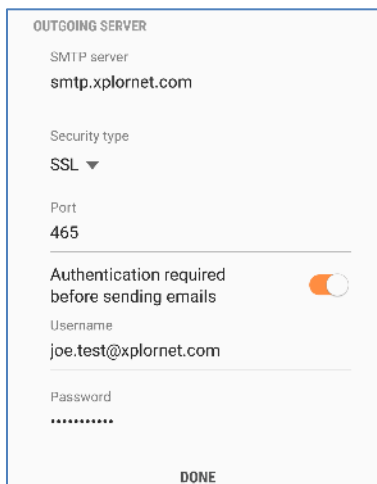 OUTGOING SERVER
SMTP server
smtp.xplornet.com
Security type
SSL
Port
465
Authentication required
before sending emails
Username
joe.test@xplornet.com
Password
•••••••••••
DONE